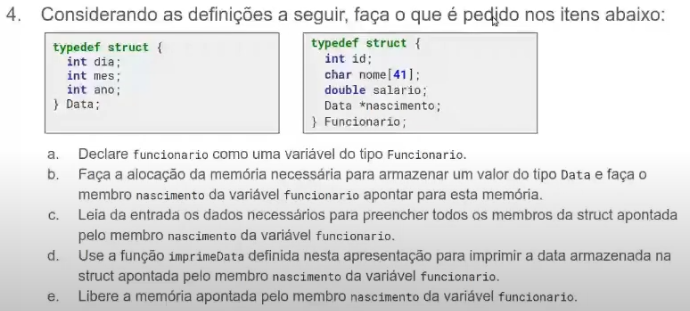 4. Considerando as definições a seguir, faça o que é pedido nos itens abaixo:
typedef struct {
int dia;
int mes;
int ano;
} Data;
typedef struct {
int id;
char nome[41];
double salario;
Data *nascimento;
} Funcionario;
a. Declare funcionario como uma variável do tipo Funcionario.
b. Faça a alocação da memória necessária para armazenar um valor do tipo Data e faça o
membro nascimento da variável funcionario apontar para esta memória.
c. Leia da entrada os dados necessários para preencher todos os membros da struct apontada
pelo membro nascimento da variável funcionario.
d. Use a função imprimeData definida nesta apresentação para imprimir a data armazenada na
struct apontada pelo membro nascimento da variável funcionario.
e. Libere a memória apontada pelo membro nascimento da variável funcionario.